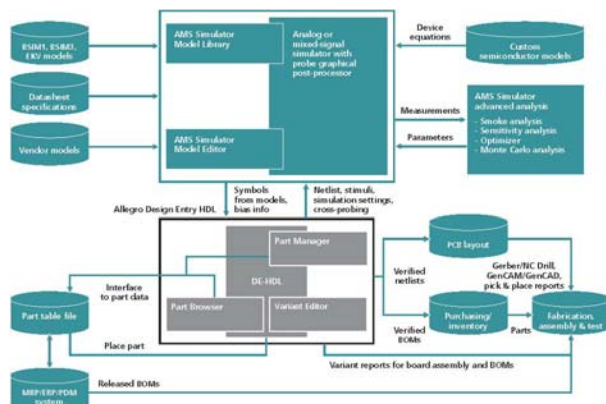 BSIM1, BSIM3,
EKV models
Datasheet
specifications
Vendor models
AMS Simulator
Model Library
AMS Simulator
Model Editor
Analog or
mixed-signal
simulator with
probe graphical
post-processor
Device
equations
Custom
semiconductor models
Measurements
Parameters
AMS Simulator
advanced analysis
- Smoke analysis
- Sensitivity analysis
- Optimizer
- Monte Carlo analysis
Symbols
from models,
bias info
Netlist, stimuli,
simulation settings,
cross-probing
Allegro Design Entry HDL
Part Manager
DE-HDL
Part Browser
Variant Editor
Interface
to part data
Part table file
Place part
MRP/ERP/PDM
system
Released BOMs
Verified
netlists
PCB layout
Gerber/NC Drill,
GenCAM/GenCAD,
pick & place reports
Verified
BOMs
Purchasing/
inventory
Parts
Fabrication,
assembly & test
Variant reports for board assembly and BOMs